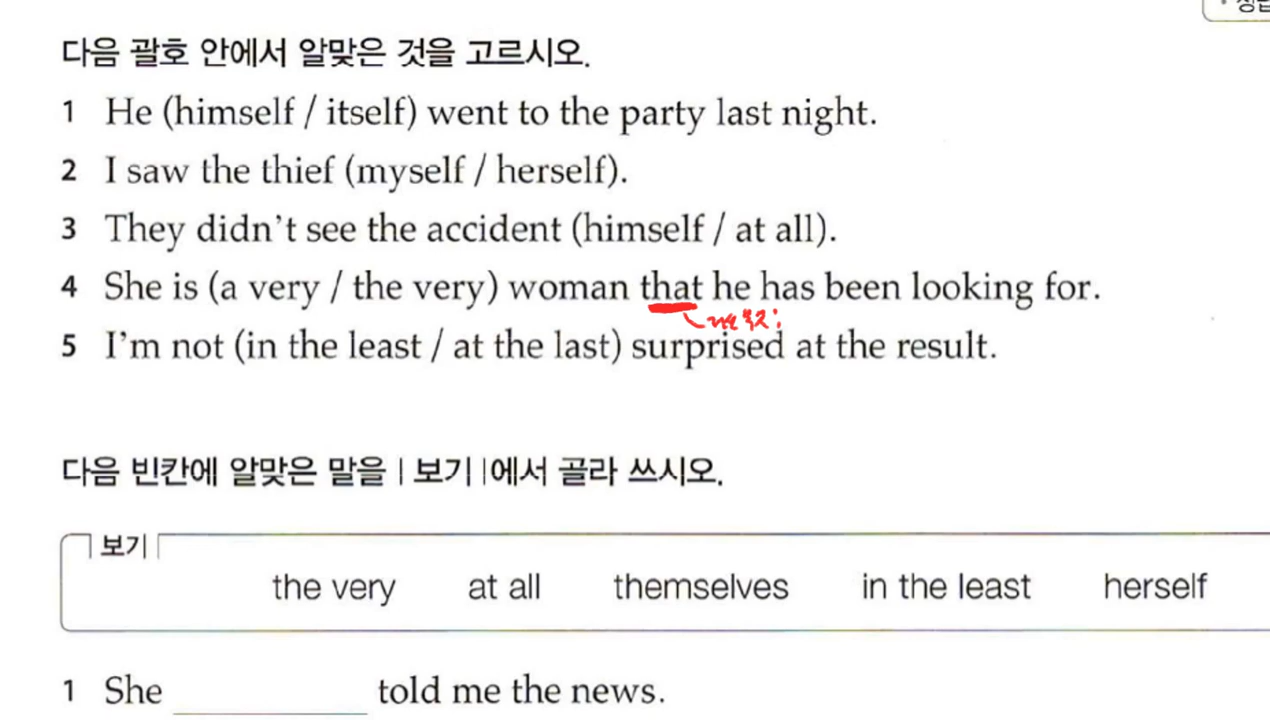 다음 괄호 안에서 알맞은 것을 고르시오.
1 He (himself / itself) went to the party last night.
2 I saw the thief (myself / herself).
3 They didn't see the accident (himself / at all).
4 She is (a very / the very) woman that he has been looking for.
5 I'm not (in the least / at the last) surprised at the result.
다음 빈칸에 알맞은 말을 |보기|에서 골라 쓰시오.
|보기|
the very at all themselves in the least herself
1 She ________ told me the news.